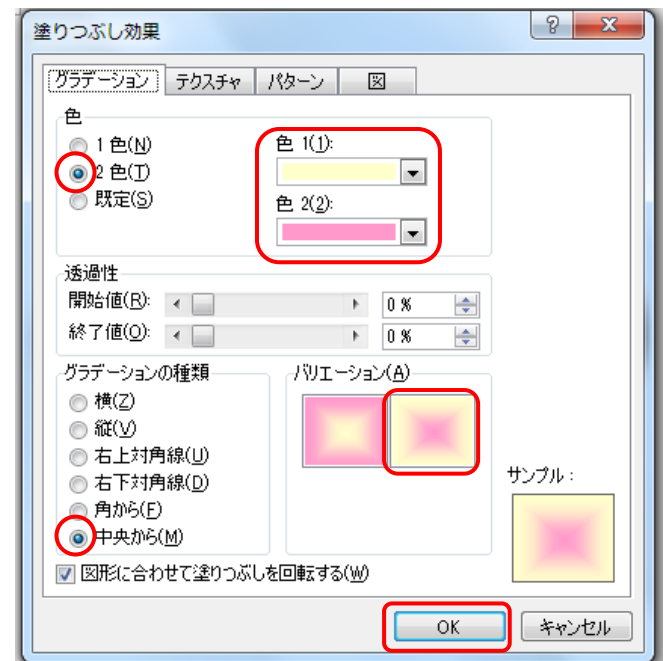 塗りつぶし効果
グラデーション テクスチャ パターン 図
色
1 色(N)
2 色(T)
既定(S)
色 1(1):
色 2(2):
透過性
開始値(R): 0 %
終了値(O): 0 %
グラデーションの種類
横(Z)
縦(V)
右上対角線(U)
右下対角線(D)
角から(F)
中央から(M)
バリエーション(A)
サンプル :
図形に合わせて塗りつぶしを回転する(W)
OK キャンセル